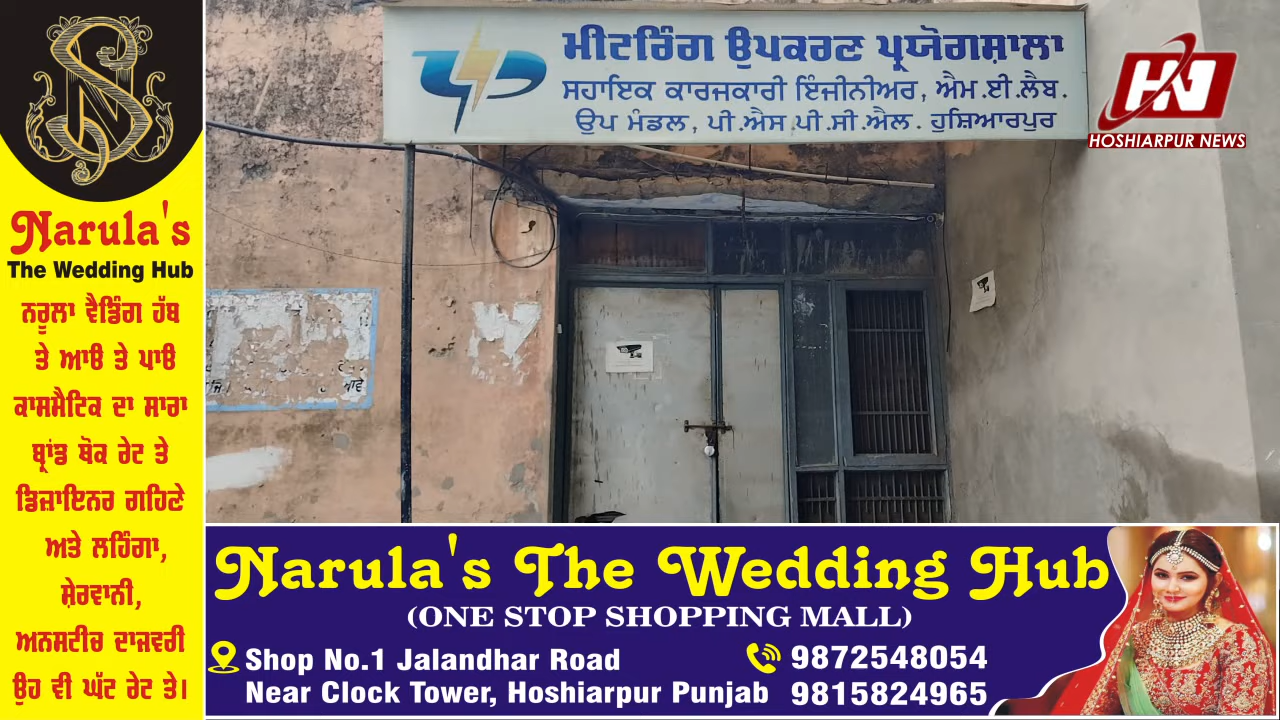 Narula's
The Wedding Hub
ਨਰੂਲਾ ਵੈਡਿੰਗ ਹੱਬ
ਤੇ ਆਓ ਤੇ ਪਾਓ
ਕਾਸਮੈਟਿਕ ਦਾ ਸਾਰਾ
ਬ੍ਰਾਂਡ ਥੋਕ ਰੇਟ ਤੇ
ਡਿਜ਼ਾਇਨਰ ਗਹਿਣੇ
ਅਤੇ ਲਹਿੰਗਾ,
ਸ਼ੇਰਵਾਨੀ,
ਅਨਸਟੀਚ ਦਾਜਵਰੀ
ਉਹ ਵੀ ਘੱਟ ਰੇਟ ਤੇ।
ਮੀਟਰਿੰਗ ਉਪਕਰਣ ਪ੍ਰਯੋਗਸ਼ਾਲਾ
ਸਹਾਇਕ ਕਾਰਜਕਾਰੀ ਇੰਜੀਨੀਅਰ, ਐਮ.ਈ.ਲੈਬ.
ਉਪ ਮੰਡਲ, ਪੀ.ਐਸ.ਪੀ.ਸੀ.ਐਲ. ਹੁਸ਼ਿਆਰਪੁਰ
HN
HOSHIARPUR NEWS
Narula's The Wedding Hub
(ONE STOP SHOPPING MALL)
Shop No.1 Jalandhar Road
Near Clock Tower, Hoshiarpur Punjab
9872548054
9815824965